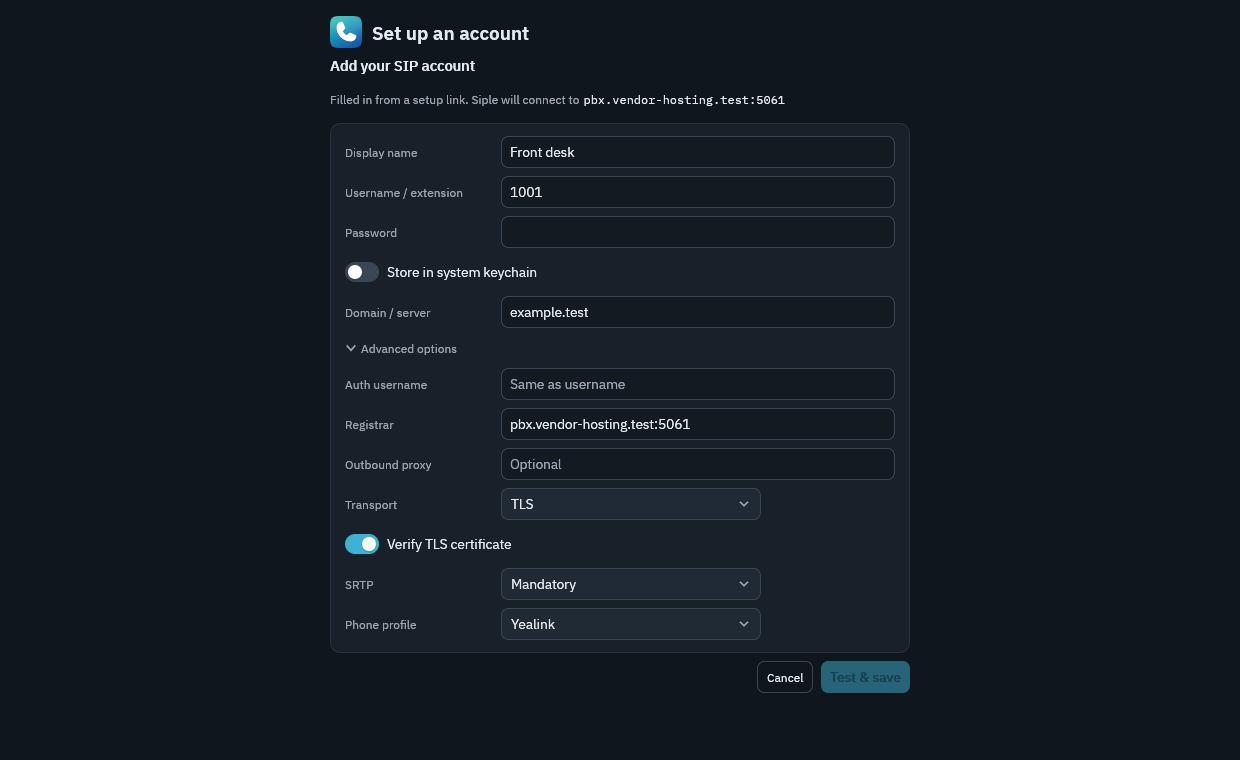 Set up an account
Add your SIP account
Filled in from a setup link. Siple will connect to pbx.vendor-hosting.test:5061
Display name
Front desk
Username / extension
1001
Password
Store in system keychain
Domain / server
example.test
Advanced options
Auth username
Same as username
Registrar
pbx.vendor-hosting.test:5061
Outbound proxy
Optional
Transport
TLS
Verify TLS certificate
SRTP
Mandatory
Phone profile
Yealink
Cancel
Test & save